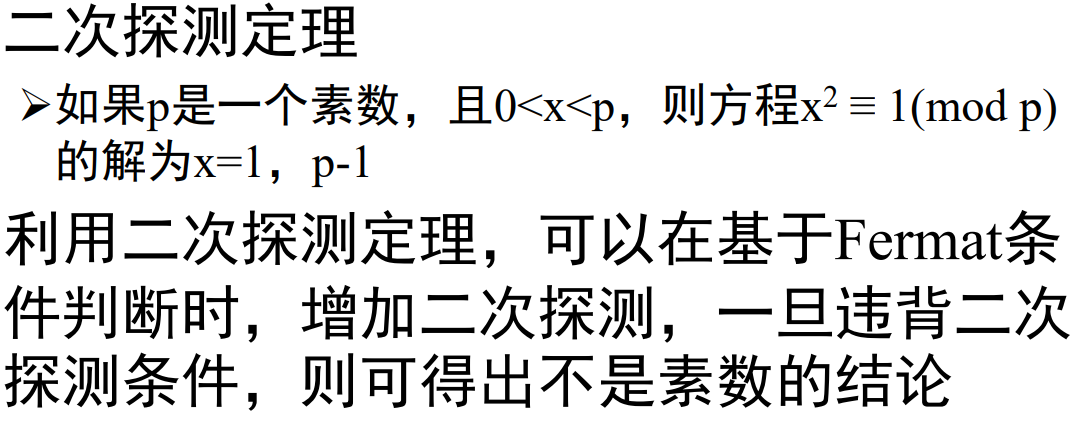 二次探测定理
➢如果p是一个素数，且0<x<p，则方程x² ≡ 1(mod p)
的解为x=1，p-1
利用二次探测定理，可以在基于Fermat条
件判断时，增加二次探测，一旦违背二次
探测条件，则可得出不是素数的结论